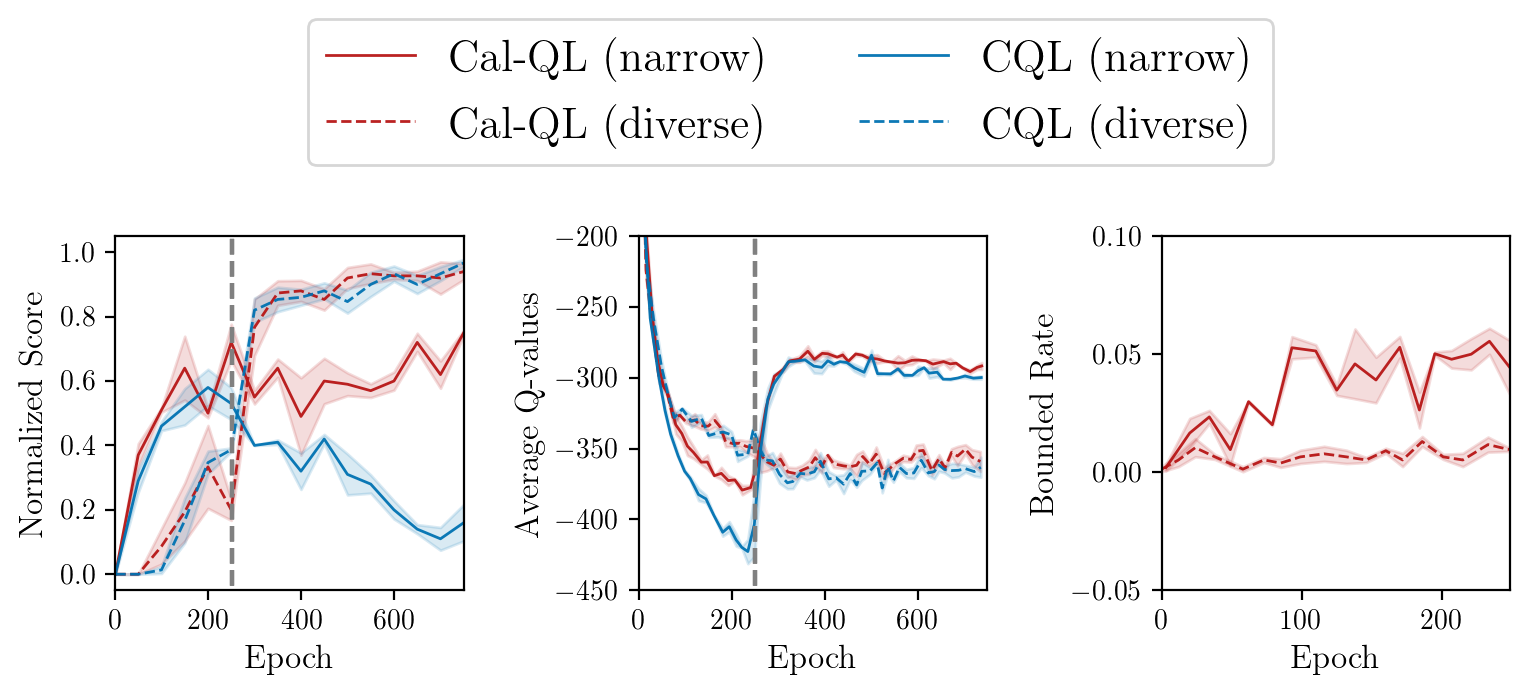 Cal-QL (narrow)
CQL (narrow)
Cal-QL (diverse)
CQL (diverse)
Normalized Score
1.0
0.8
0.6
0.4
0.2
0.0
0 200 400 600
Epoch
Average Q-values
−200
−250
−300
−350
−400
−450
0 200 400 600
Epoch
Bounded Rate
0.10
0.05
0.00
−0.05
0 100 200
Epoch